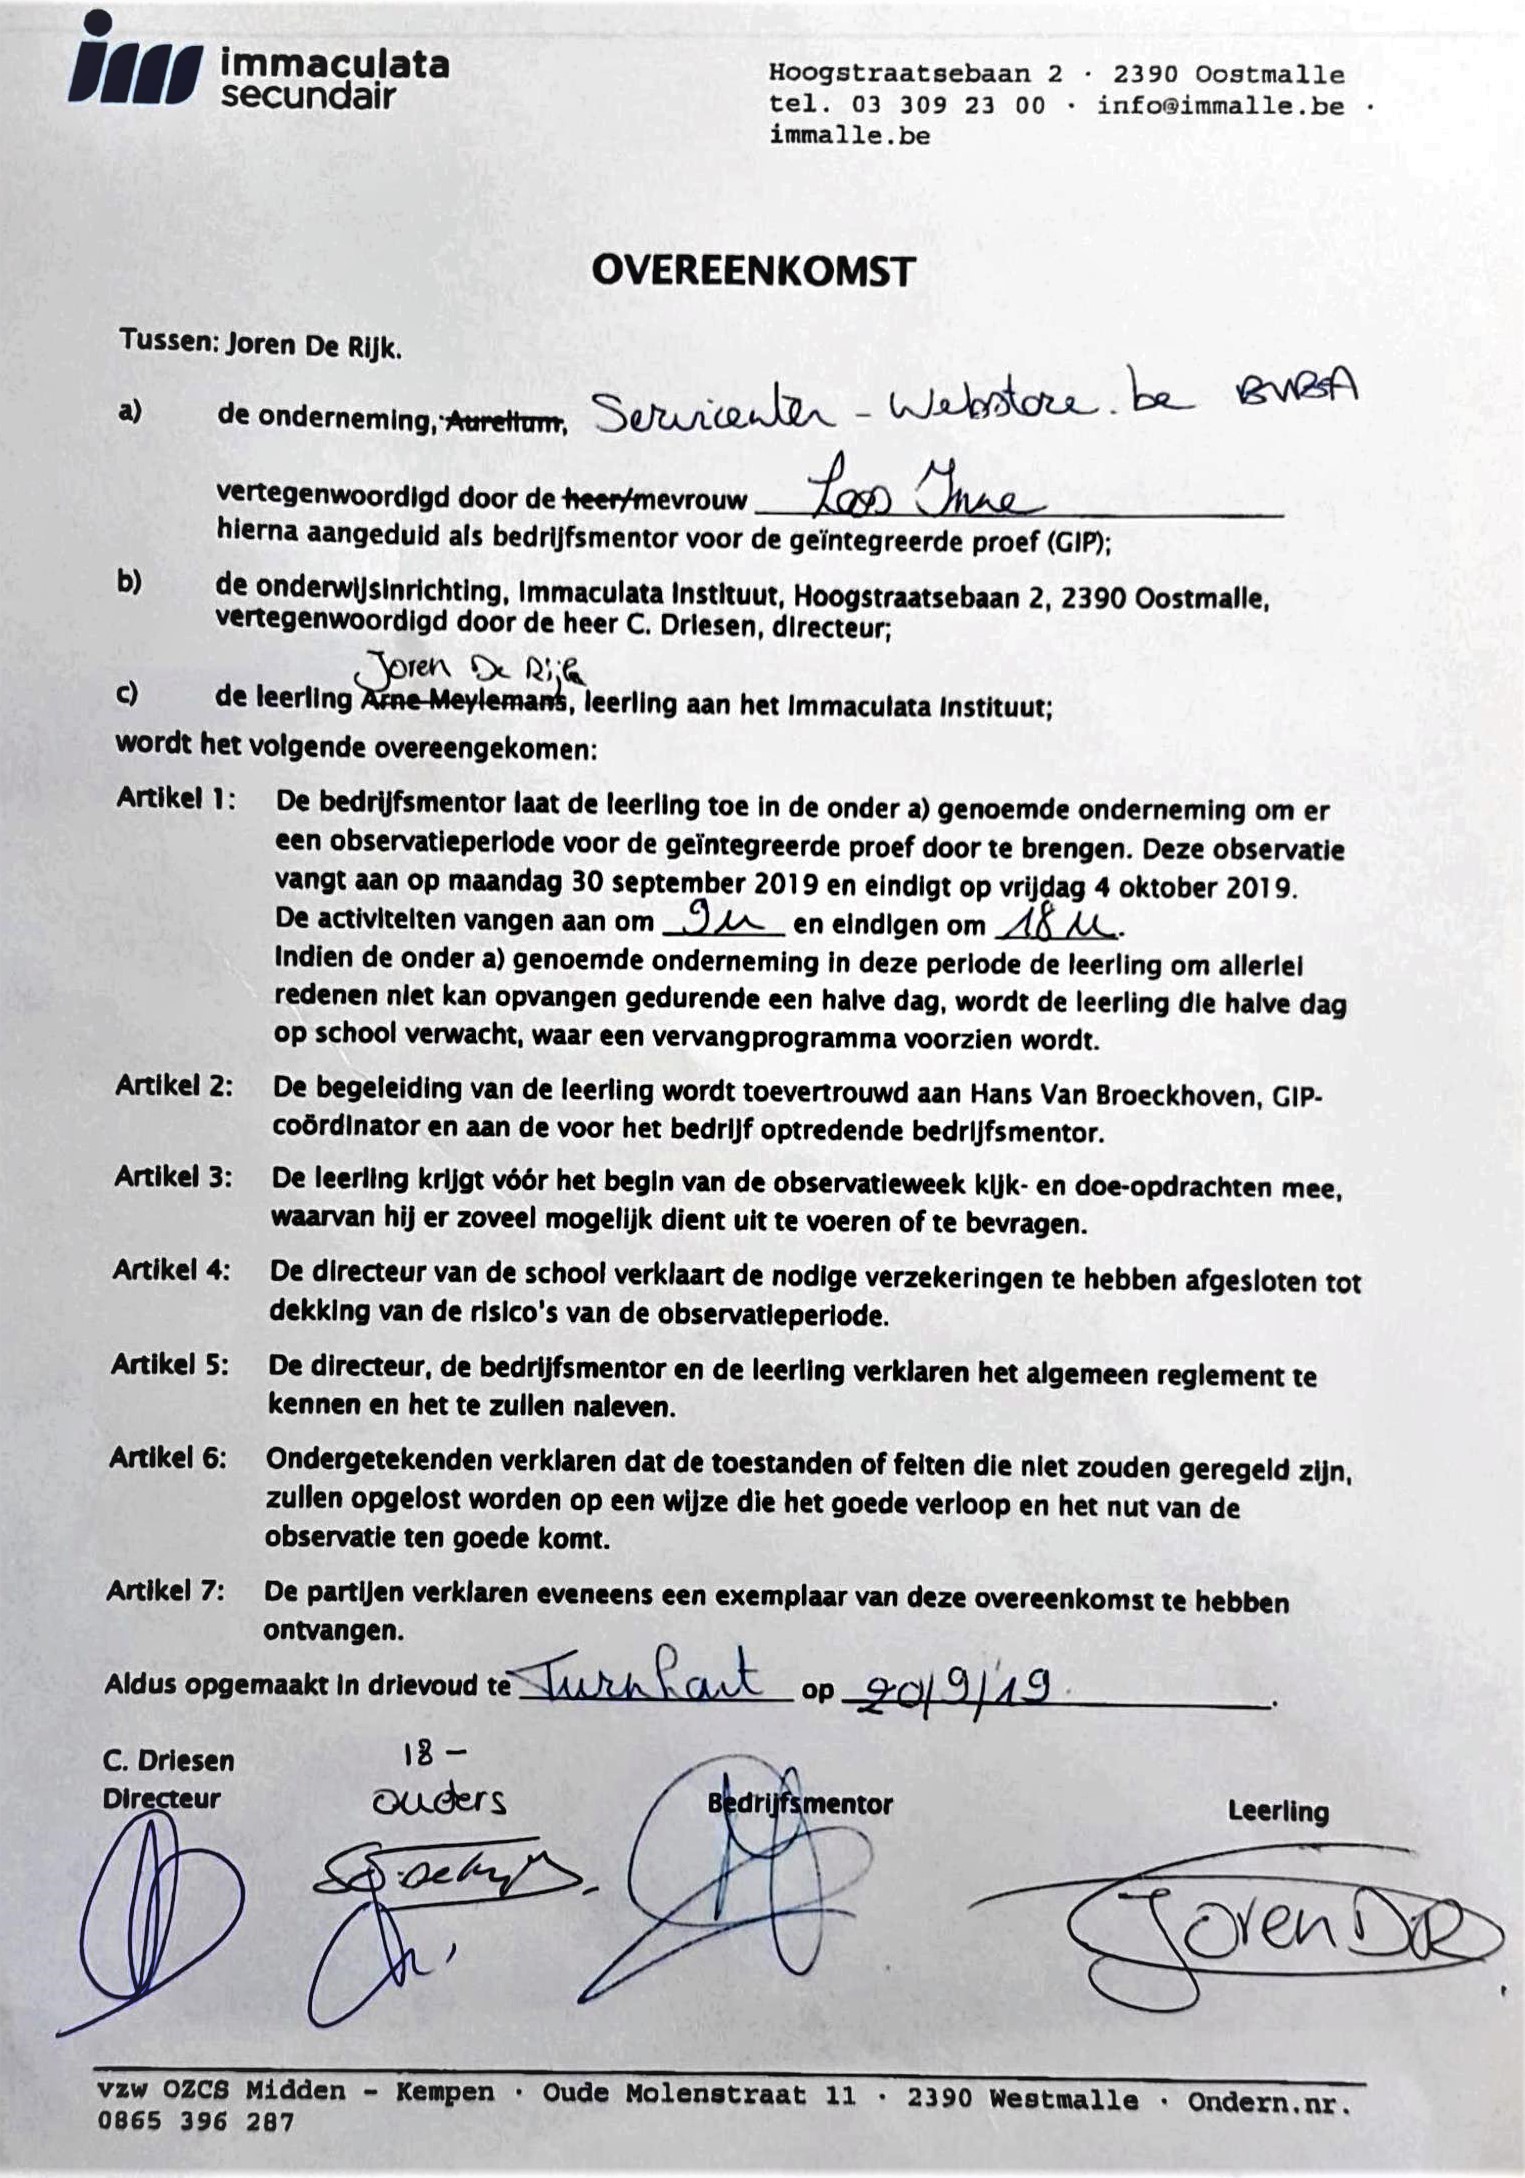 immaculata
secundair
Hoogstraatsebaan 2 · 2390 Oostmalle
tel. 03 309 23 00 · info@immalle.be ·
immalle.be
OVEREENKOMST
Tussen: Joren De Rijk.
a) de onderneming, Aurelium, Servicenter - Webstore.be BVBA
vertegenwoordigd door de heer/mevrouw Loos Inne
hierna aangeduid als bedrijfsmentor voor de geïntegreerde proef (GIP);
b) de onderwijsinrichting, Immaculata Instituut, Hoogstraatsebaan 2, 2390 Oostmalle,
vertegenwoordigd door de heer C. Driesen, directeur;
Joren De Rijk
c) de leerling Arne Meylemans, leerling aan het Immaculata Instituut;
wordt het volgende overeengekomen:
Artikel 1: De bedrijfsmentor laat de leerling toe in de onder a) genoemde onderneming om er
een observatieperiode voor de geïntegreerde proef door te brengen. Deze observatie
vangt aan op maandag 30 september 2019 en eindigt op vrijdag 4 oktober 2019.
De activiteiten vangen aan om 9u en eindigen om 18u.
Indien de onder a) genoemde onderneming in deze periode de leerling om allerlei
redenen niet kan opvangen gedurende een halve dag, wordt de leerling die halve dag
op school verwacht, waar een vervangprogramma voorzien wordt.
Artikel 2: De begeleiding van de leerling wordt toevertrouwd aan Hans Van Broeckhoven, GIP-
coördinator en aan de voor het bedrijf optredende bedrijfsmentor.
Artikel 3: De leerling krijgt vóór het begin van de observatieweek kijk- en doe-opdrachten mee,
waarvan hij er zoveel mogelijk dient uit te voeren of te bevragen.
Artikel 4: De directeur van de school verklaart de nodige verzekeringen te hebben afgesloten tot
dekking van de risico's van de observatieperiode.
Artikel 5: De directeur, de bedrijfsmentor en de leerling verklaren het algemeen reglement te
kennen en het te zullen naleven.
Artikel 6: Ondergetekenden verklaren dat de toestanden of feiten die niet zouden geregeld zijn,
zullen opgelost worden op een wijze die het goede verloop en het nut van de
observatie ten goede komt.
Artikel 7: De partijen verklaren eveneens een exemplaar van deze overeenkomst te hebben
ontvangen.
Aldus opgemaakt in drievoud te Turnhout op 20/9/19.
C. Driesen 18 -
Directeur ouders Bedrijfsmentor Leerling
Joren DR
vzw OZCS Midden - Kempen · Oude Molenstraat 11 · 2390 Westmalle · Ondern.nr.
0865 396 287